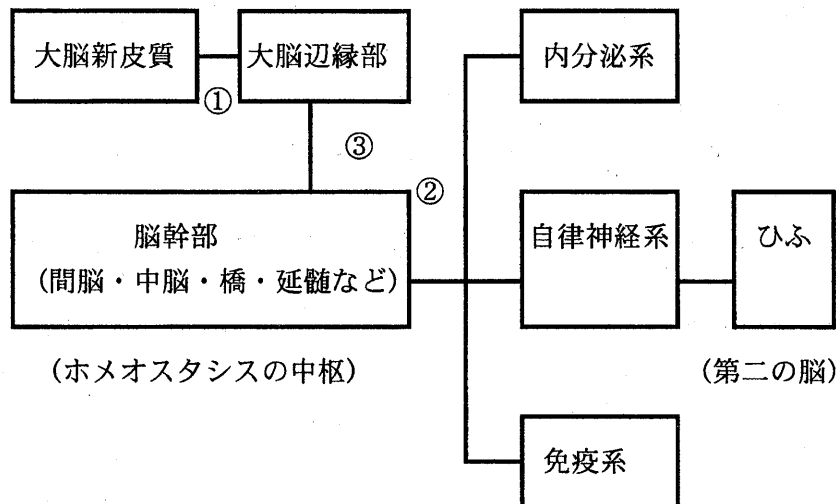 大脳新皮質
大脳辺縁部
内分泌系
①
③
②
脳幹部
(間脳・中脳・橋・延髄など)
自律神経系
ひふ
(ホメオスタシスの中枢)
(第二の脳)
免疫系